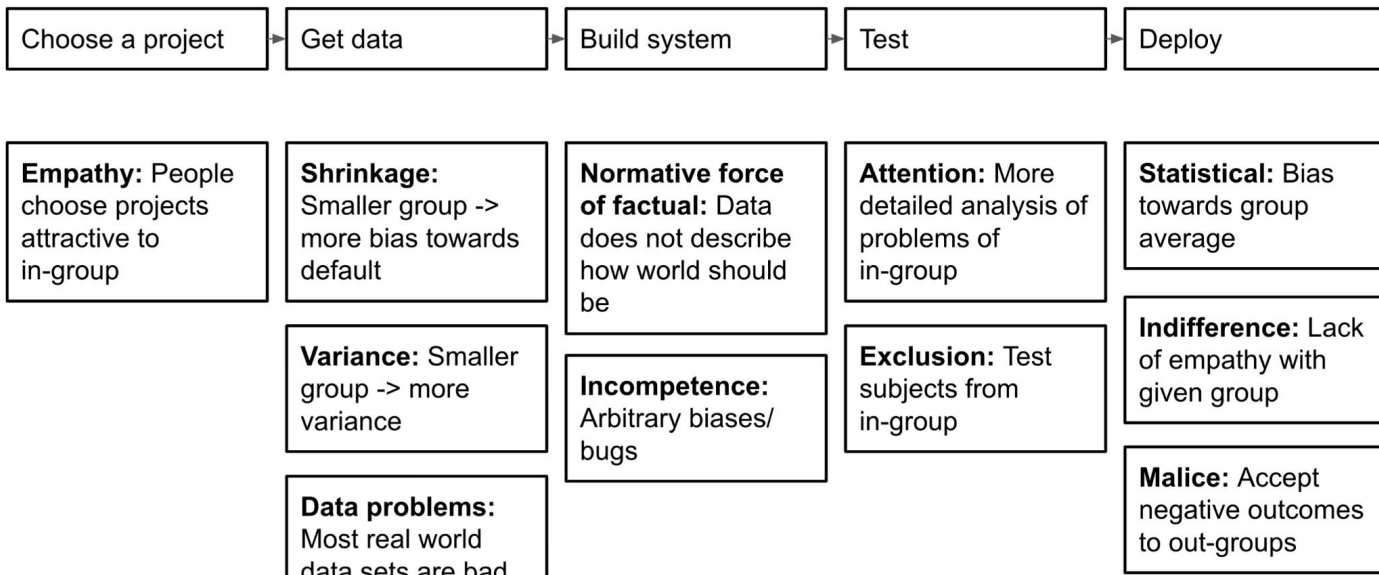 Choose a project
Get data
Build system
Test
Deploy
Empathy: People
choose projects
attractive to
in-group
Shrinkage:
Smaller group ->
more bias towards
default
Variance: Smaller
group -> more
variance
Data problems:
Most real world
data sets are bad
Normative force
of factual: Data
does not describe
how world should
be
Incompetence:
Arbitrary biases/
bugs
Attention: More
detailed analysis of
problems of
in-group
Exclusion: Test
subjects from
in-group
Statistical: Bias
towards group
average
Indifference: Lack
of empathy with
given group
Malice: Accept
negative outcomes
to out-groups